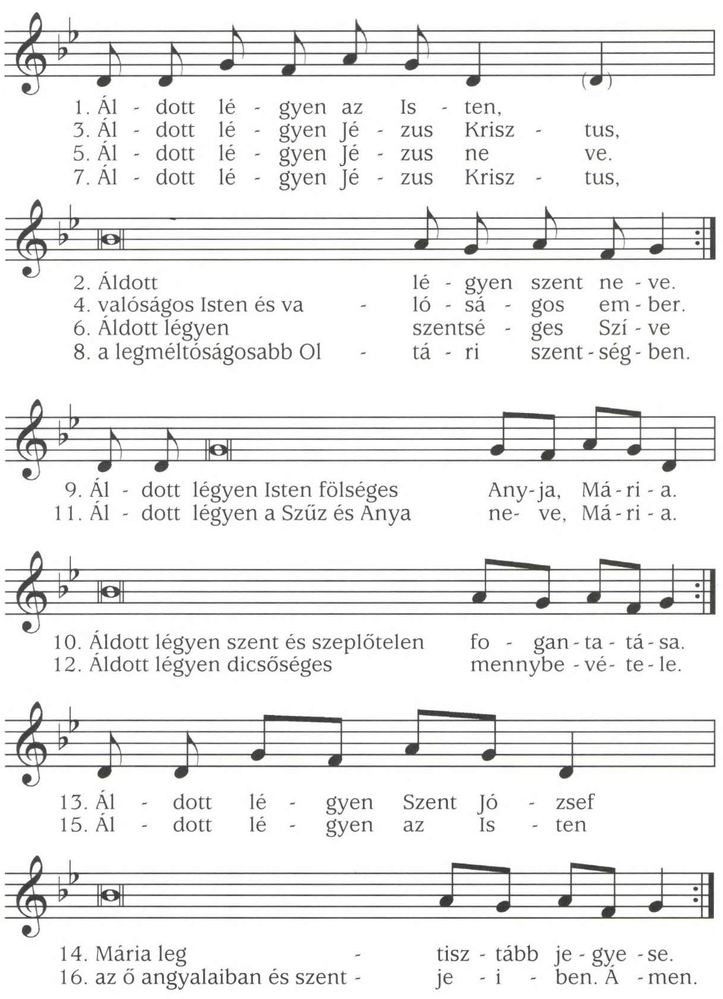 1. Ál - dott lé - gyen az Is - ten,
3. Ál - dott lé - gyen Jé - zus Krisz - tus,
5. Ál - dott lé - gyen Jé - zus ne ve.
7. Ál - dott lé - gyen Jé - zus Krisz - tus,
2. Áldott lé - gyen szent ne - ve.
4. valóságos Isten és va - ló - sá - gos em - ber.
6. Áldott légyen szentsé - ges Szí - ve
8. a legméltóságosabb Ol - tá - ri szent - ség - ben.
9. Ál - dott légyen Isten fölséges Any - ja, Má - ri - a.
11. Ál - dott légyen a Szűz és Anya ne - ve, Má - ri - a.
10. Áldott légyen szent és szeplőtelen fo - gan - ta - tá - sa.
12. Áldott légyen dicsőséges mennybe - vé - te - le.
13. Ál - dott lé - gyen Szent Jó - zsef
15. Ál - dott lé - gyen az Is - ten
14. Mária leg - tisz - tább je - gye - se.
16. az ő angyalaiban és szent - je - i - ben. Á - men.